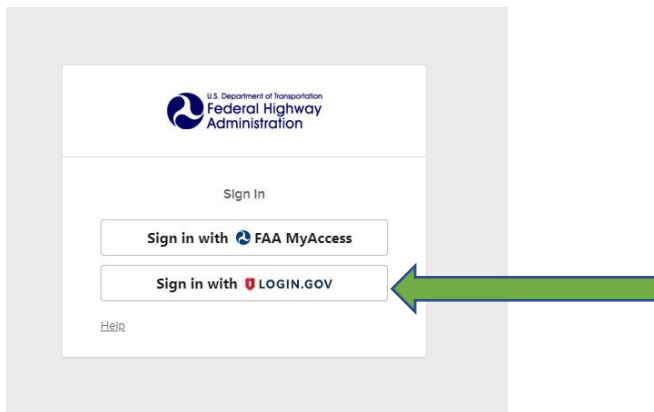 U.S. Department of Transportation
Federal Highway
Administration
Sign In
Sign in with FAA MyAccess
Sign in with LOGIN.GOV
Help